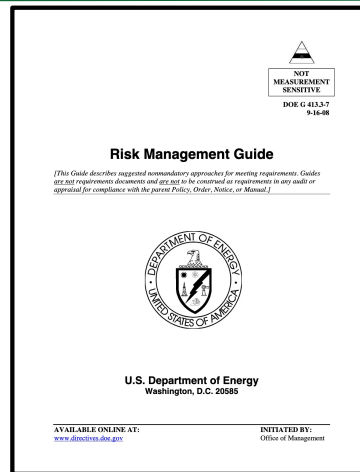 NOT
MEASUREMENT
SENSITIVE
DOE G 413.3-7
9-16-08
Risk Management Guide
[This Guide describes suggested nonmandatory approaches for meeting requirements. Guides
are not requirements documents and are not to be construed as requirements in any audit or
appraisal for compliance with the parent Policy, Order, Notice, or Manual.]
DEPARTMENT OF ENERGY
UNITED STATES OF AMERICA
U.S. Department of Energy
Washington, D.C. 20585
AVAILABLE ONLINE AT:
www.directives.doe.gov
INITIATED BY:
Office of Management